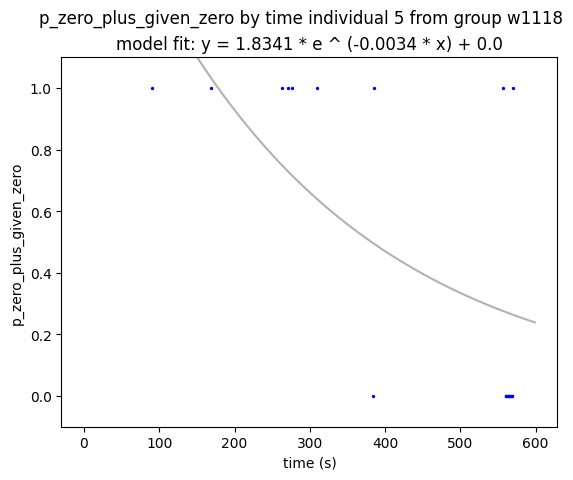 p_zero_plus_given_zero by time individual 5 from group w1118
model fit: y = 1.8341 * e ^ (-0.0034 * x) + 0.0
1.0
0.8
0.6
0.4
0.2
0.0
p_zero_plus_given_zero
0 100 200 300 400 500 600
time (s)